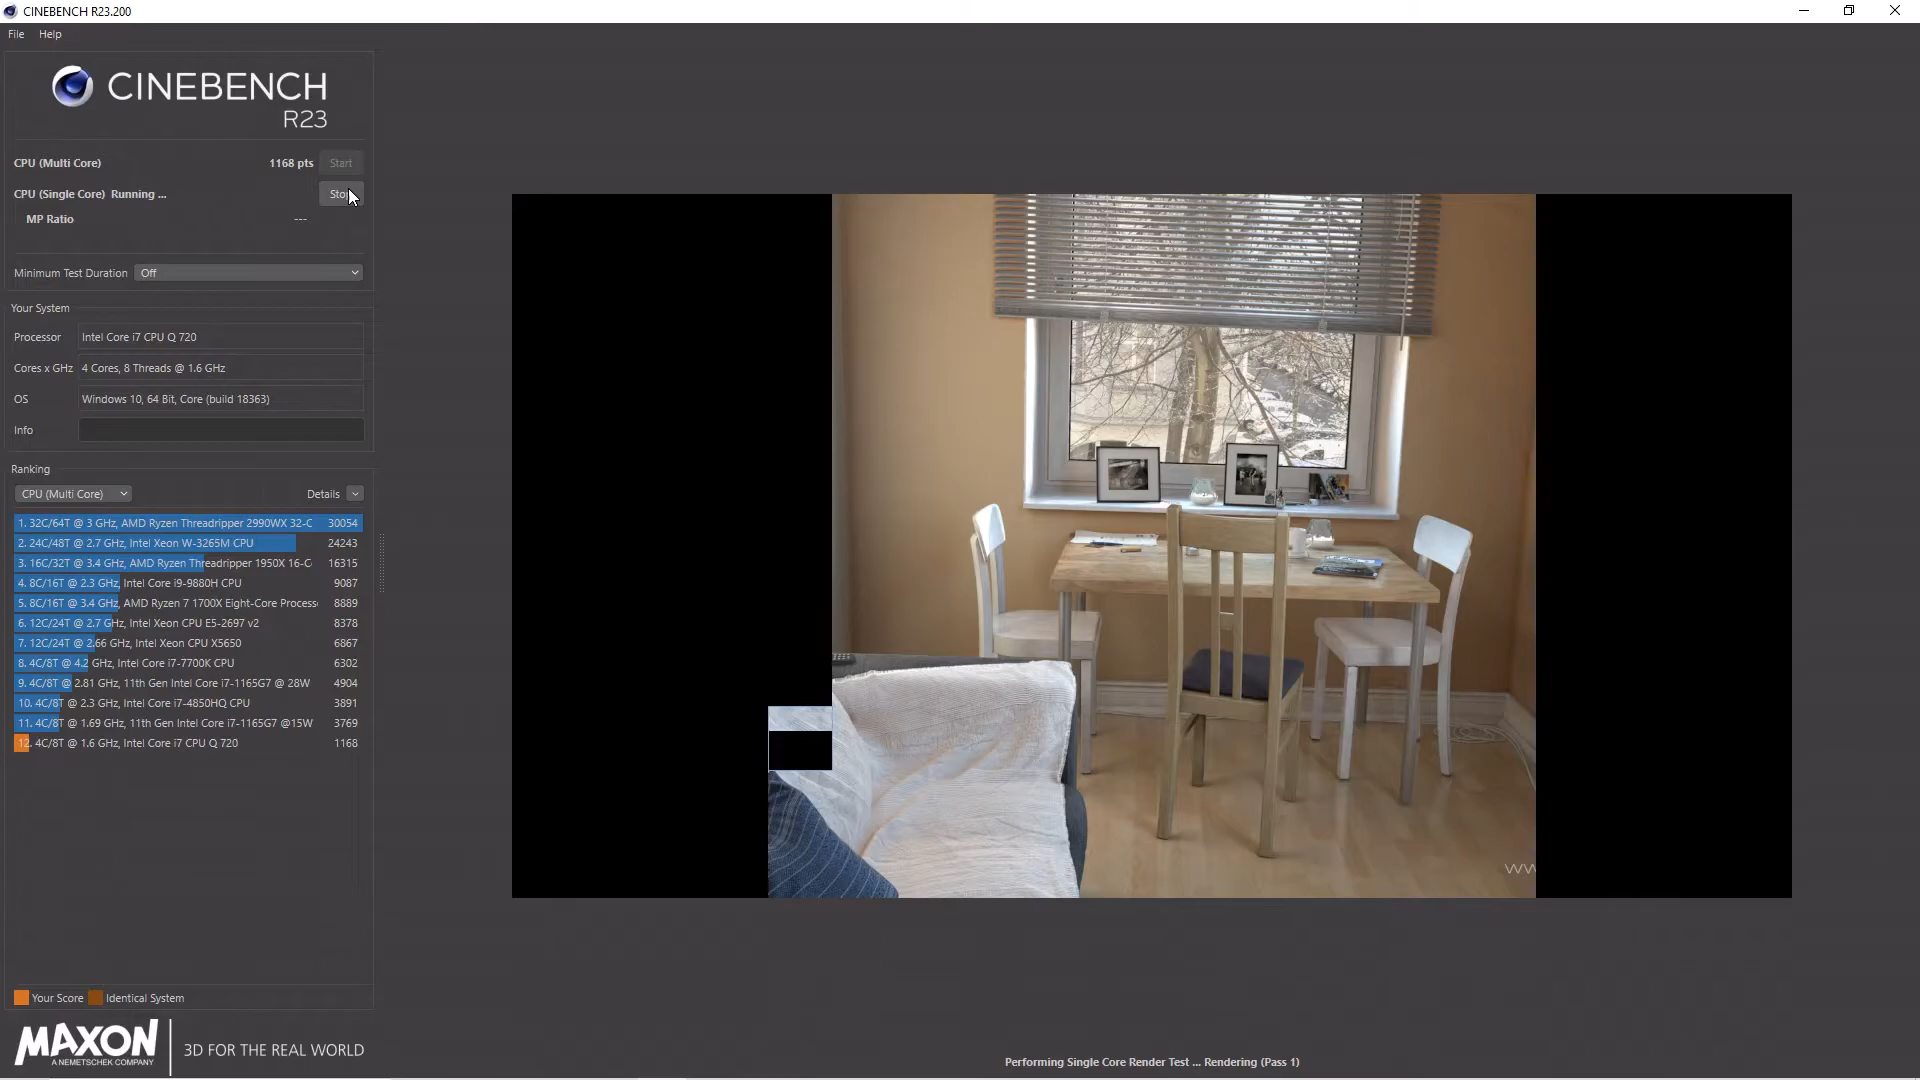 CINEBENCH R23.200
File Help
CINEBENCH
R23
CPU (Multi Core) 1168 pts Start
CPU (Single Core) Running ...
MP Ratio ---
Minimum Test Duration Off
Your System
Processor Intel Core i7 CPU Q 720
Cores x GHz 4 Cores, 8 Threads @ 1.6 GHz
OS Windows 10, 64 Bit, Core (build 18363)
Info
Ranking
CPU (Multi Core) Details
1. 32C/64T @ 3 GHz, AMD Ryzen Threadripper 2990WX 32-C 30054
2. 24C/48T @ 2.7 GHz, Intel Xeon W-3265M CPU 24243
3. 16C/32T @ 3.4 GHz, AMD Ryzen Threadripper 1950X 16-C 16315
4. 8C/16T @ 2.3 GHz, Intel Core i9-9880H CPU 9087
5. 8C/16T @ 3.4 GHz, AMD Ryzen 7 1700X Eight-Core Process 8889
6. 12C/24T @ 2.7 GHz, Intel Xeon CPU E5-2697 v2 8378
7. 12C/24T @ 2.66 GHz, Intel Xeon CPU X5650 6867
8. 4C/8T @ 4.2 GHz, Intel Core i7-7700K CPU 6302
9. 4C/8T @ 2.81 GHz, 11th Gen Intel Core i7-1165G7 @ 28W 4904
10. 4C/8T @ 2.3 GHz, Intel Core i7-4850HQ CPU 3891
11. 4C/8T @ 1.69 GHz, 11th Gen Intel Core i7-1165G7 @15W 3769
12. 4C/8T @ 1.6 GHz, Intel Core i7 CPU Q 720 1168
Your Score Identical System
MAXON
A NEMETSCHEK COMPANY
3D FOR THE REAL WORLD
Performing Single Core Render Test ... Rendering (Pass 1)